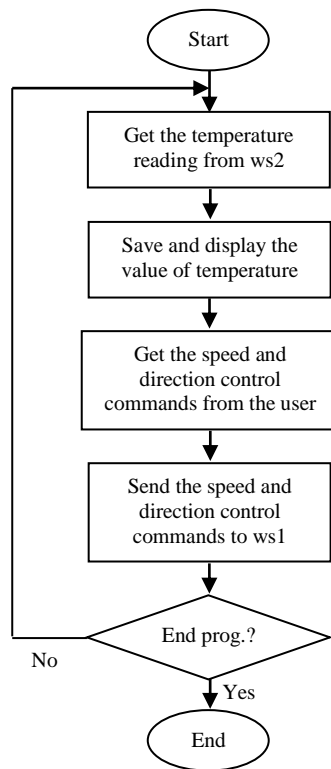 Start
Get the temperature
reading from ws2
Save and display the
value of temperature
Get the speed and
direction control
commands from the user
Send the speed and
direction control
commands to ws1
End prog.?
No
Yes
End